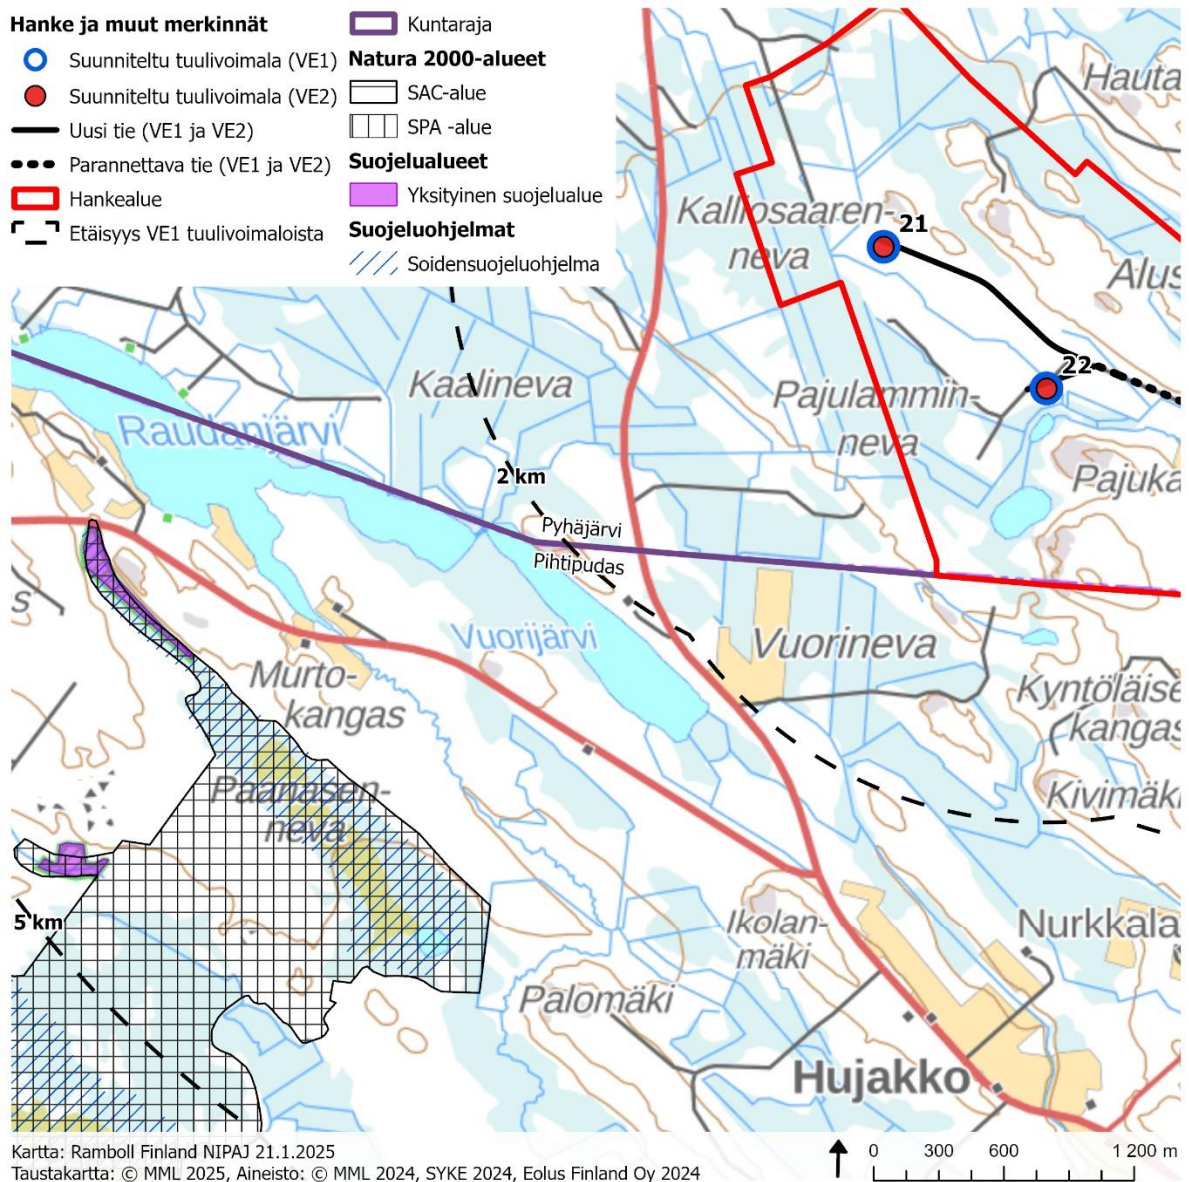 Hanke ja muut merkinnät
Suunniteltu tuulivoimala (VE1)
Suunniteltu tuulivoimala (VE2)
Uusi tie (VE1 ja VE2)
Parannettava tie (VE1 ja VE2)
Hankealue
Etäisyys VE1 tuulivoimaloista
Kuntaraja
Natura 2000-alueet
SAC-alue
SPA -alue
Suojelualueet
Yksityinen suojelualue
Suojeluohjelmat
Soidensuojeluohjelma
Hauta
Kalliosaaren-
neva
21
Alus
22
Kaalineva
Pajulammin-
neva
Raudanjärvi
Pajuka
2 km
Pyhäjärvi
Pihtipudas
s
Vuorijärvi
Vuorineva
Murto-
kangas
Kyntöläise
kangas
Paanasen-
neva
Kivimäki
5 km
Ikolan-
mäki
Nurkkala
Palomäki
Hujakko
Kartta: Ramboll Finland NIPAJ 21.1.2025
Taustakartta: © MML 2025, Aineisto: © MML 2024, SYKE 2024, Eolus Finland Oy 2024
0 300 600 1 200 m